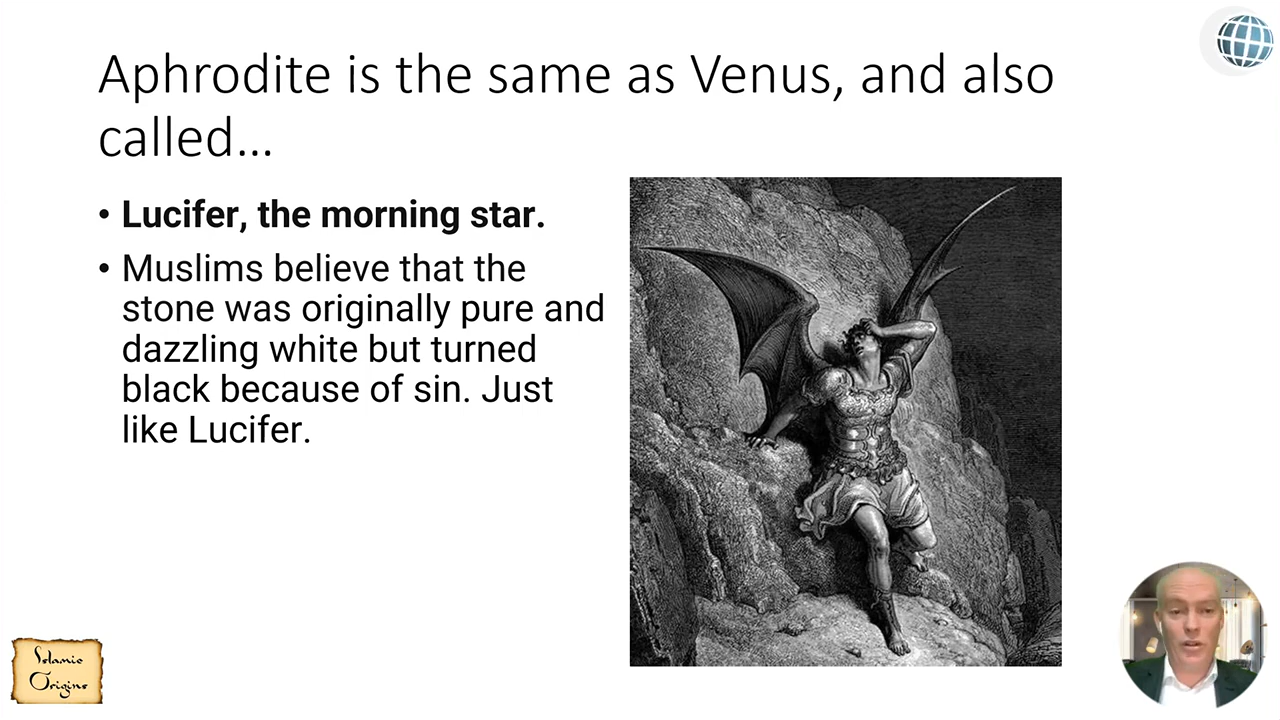 Aphrodite is the same as Venus, and also
called...
• Lucifer, the morning star.
• Muslims believe that the
stone was originally pure and
dazzling white but turned
black because of sin. Just
like Lucifer.
Islamic
Origins